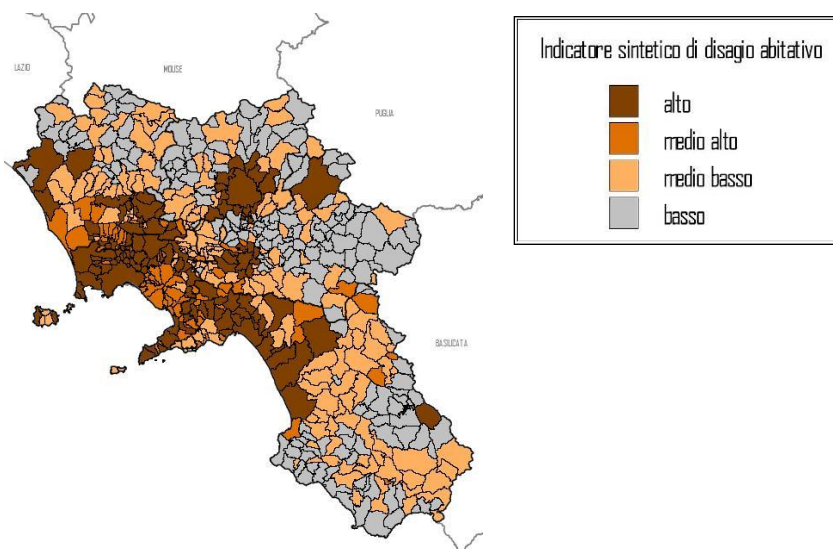 Indicatore sintetico di disagio abitativo
alto
medio alto
medio basso
basso
LAZIO
MOLISE
PUGLIA
BASILICATA